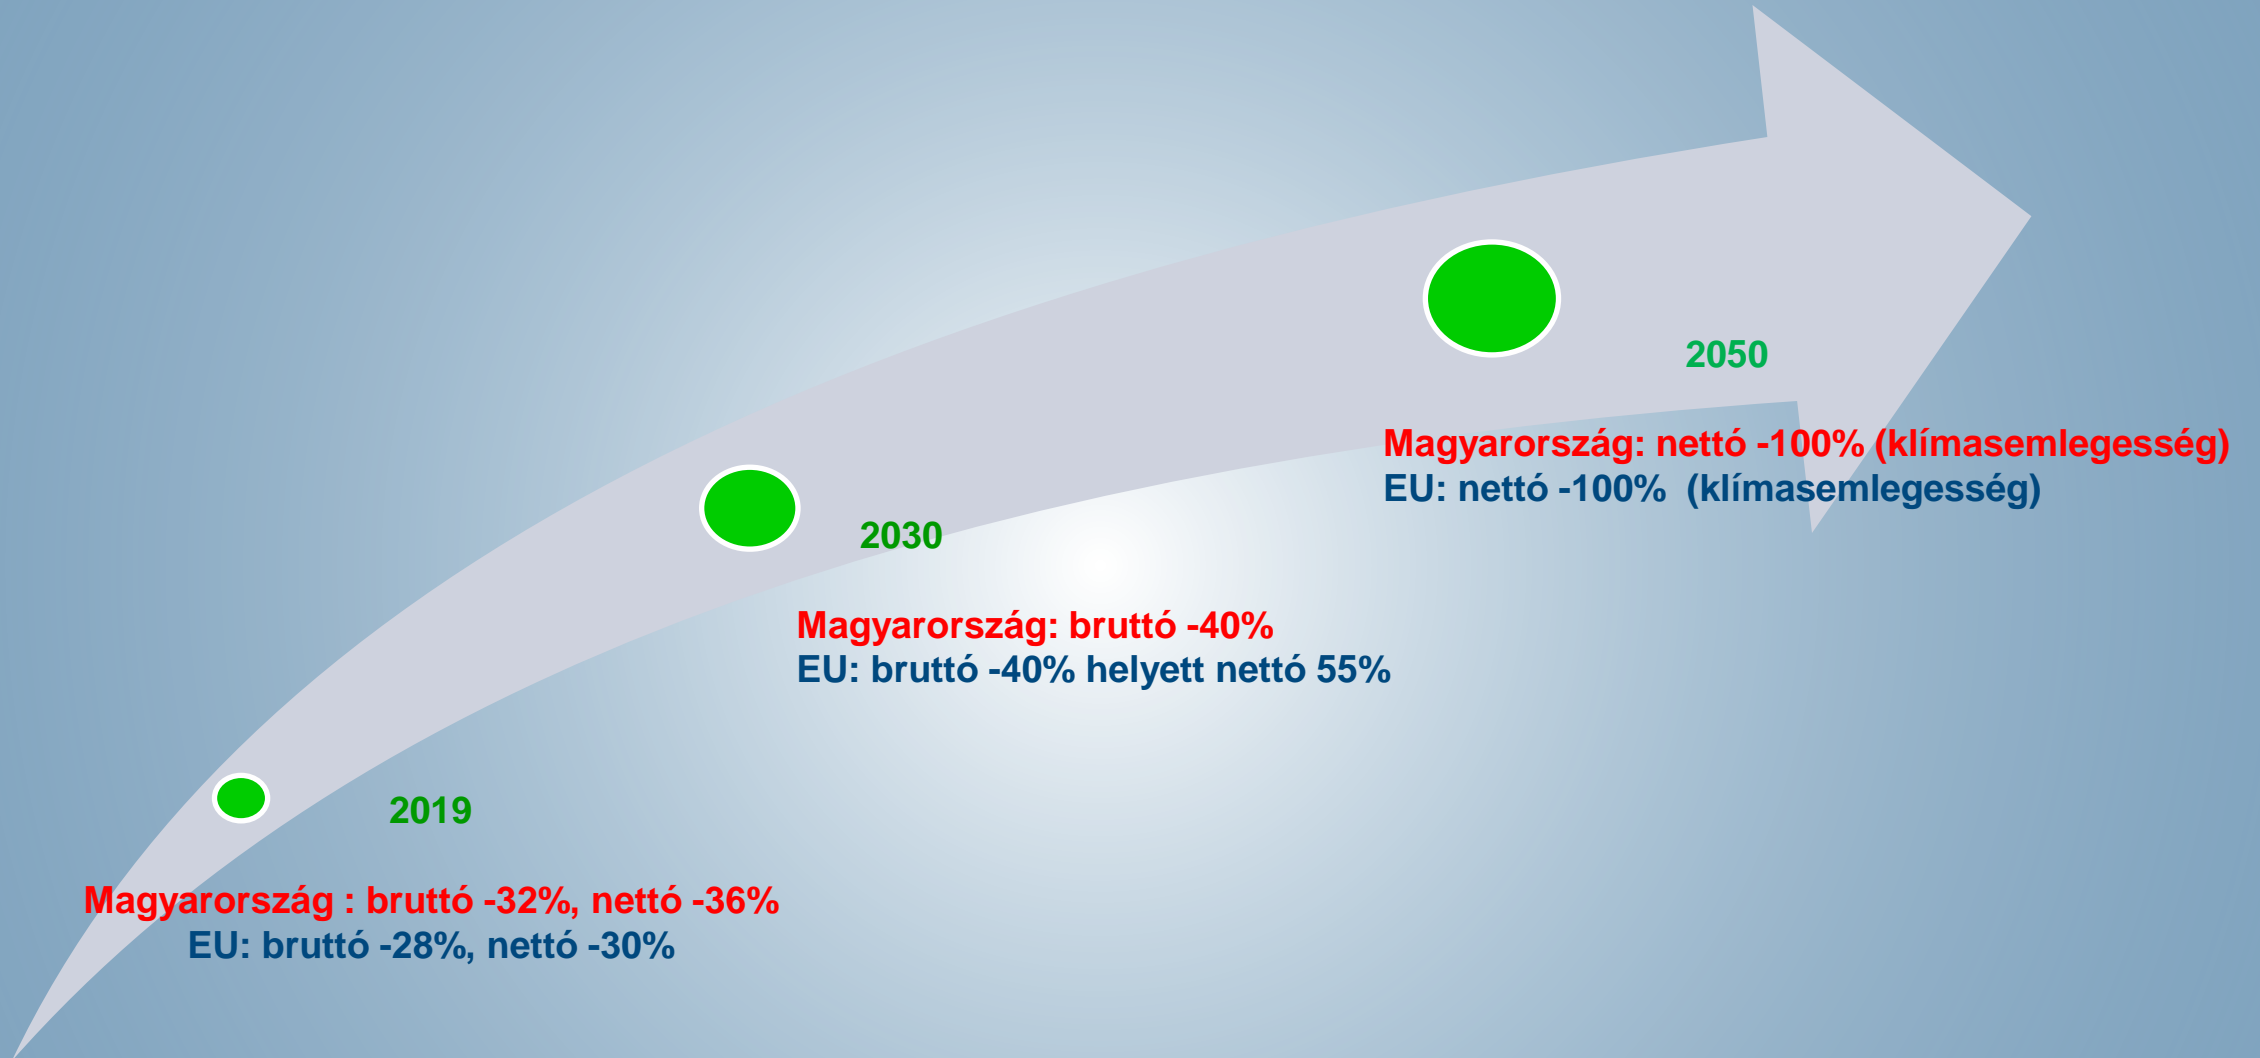 2019
Magyarország : bruttó -32%, nettó -36%
EU: bruttó -28%, nettó -30%
2030
Magyarország: bruttó -40%
EU: bruttó -40% helyett nettó 55%
2050
Magyarország: nettó -100% (klímasemlegesség)
EU: nettó -100%  (klímasemlegesség)